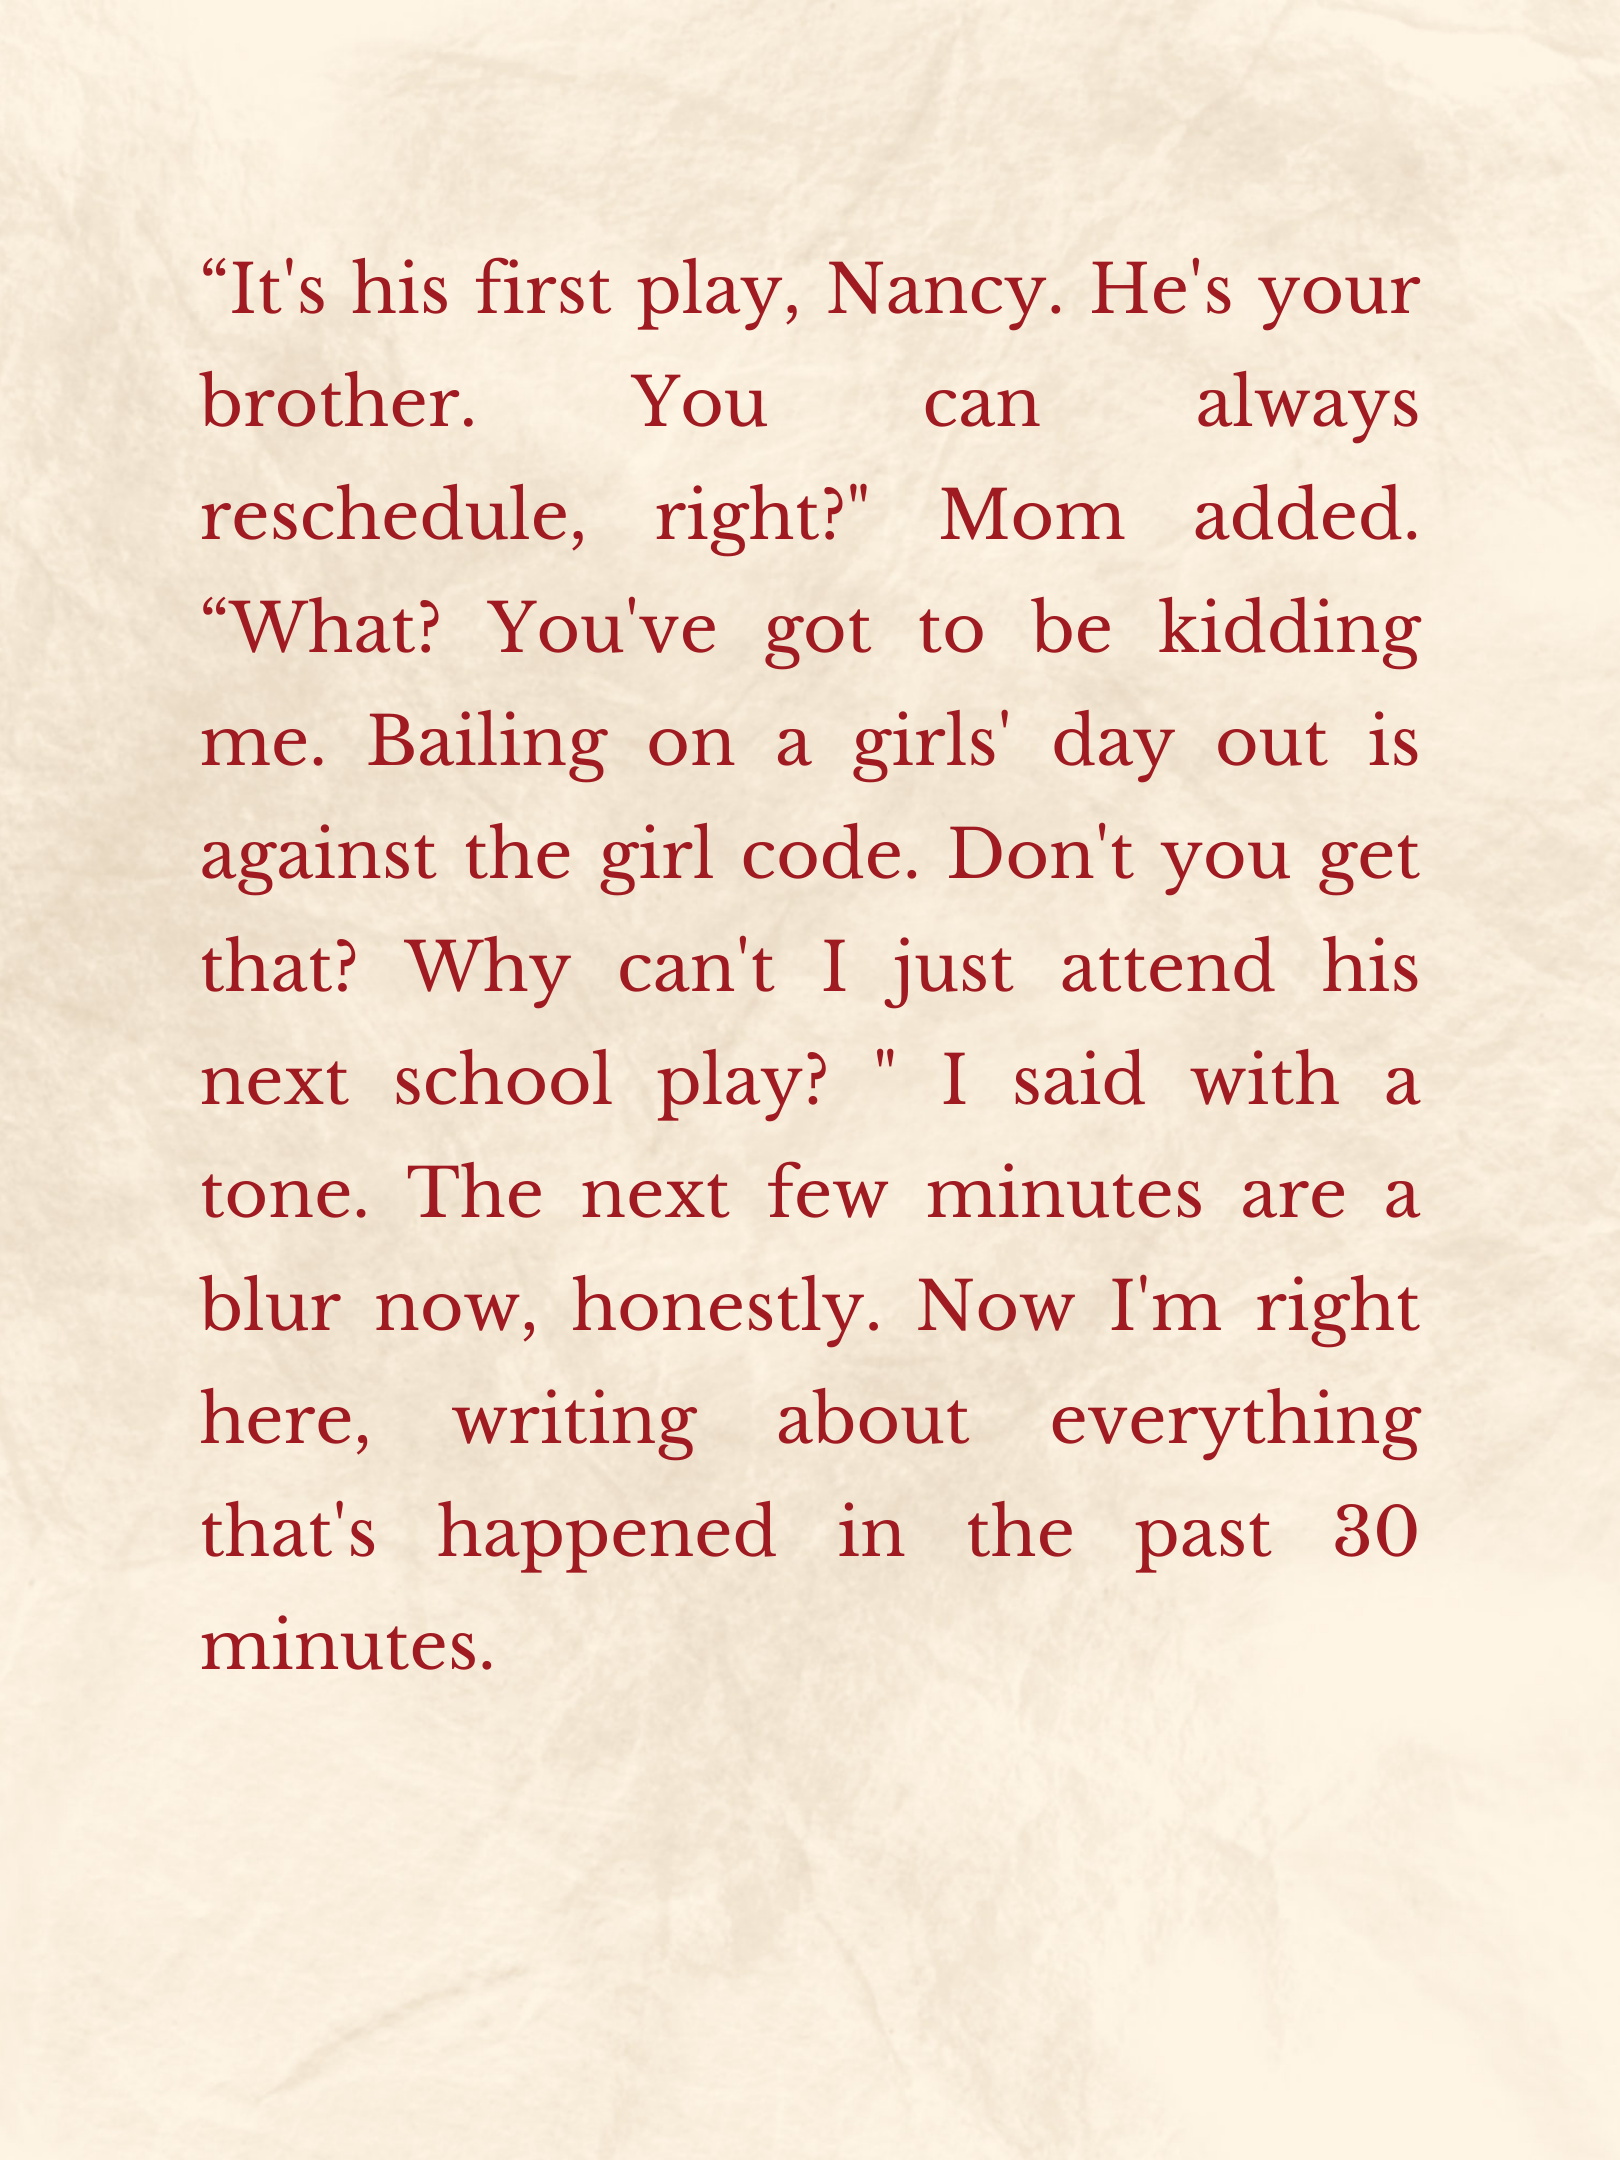 “It's his first play, Nancy. He's your
brother. You can always
reschedule, right?" Mom added.
“What? You've got to be kidding
me. Bailing on a girls' day out is
against the girl code. Don't you get
that? Why can't I just attend his
next school play? " I said with a
tone. The next few minutes are a
blur now, honestly. Now I'm right
here, writing about everything
that's happened in the past 30
minutes.